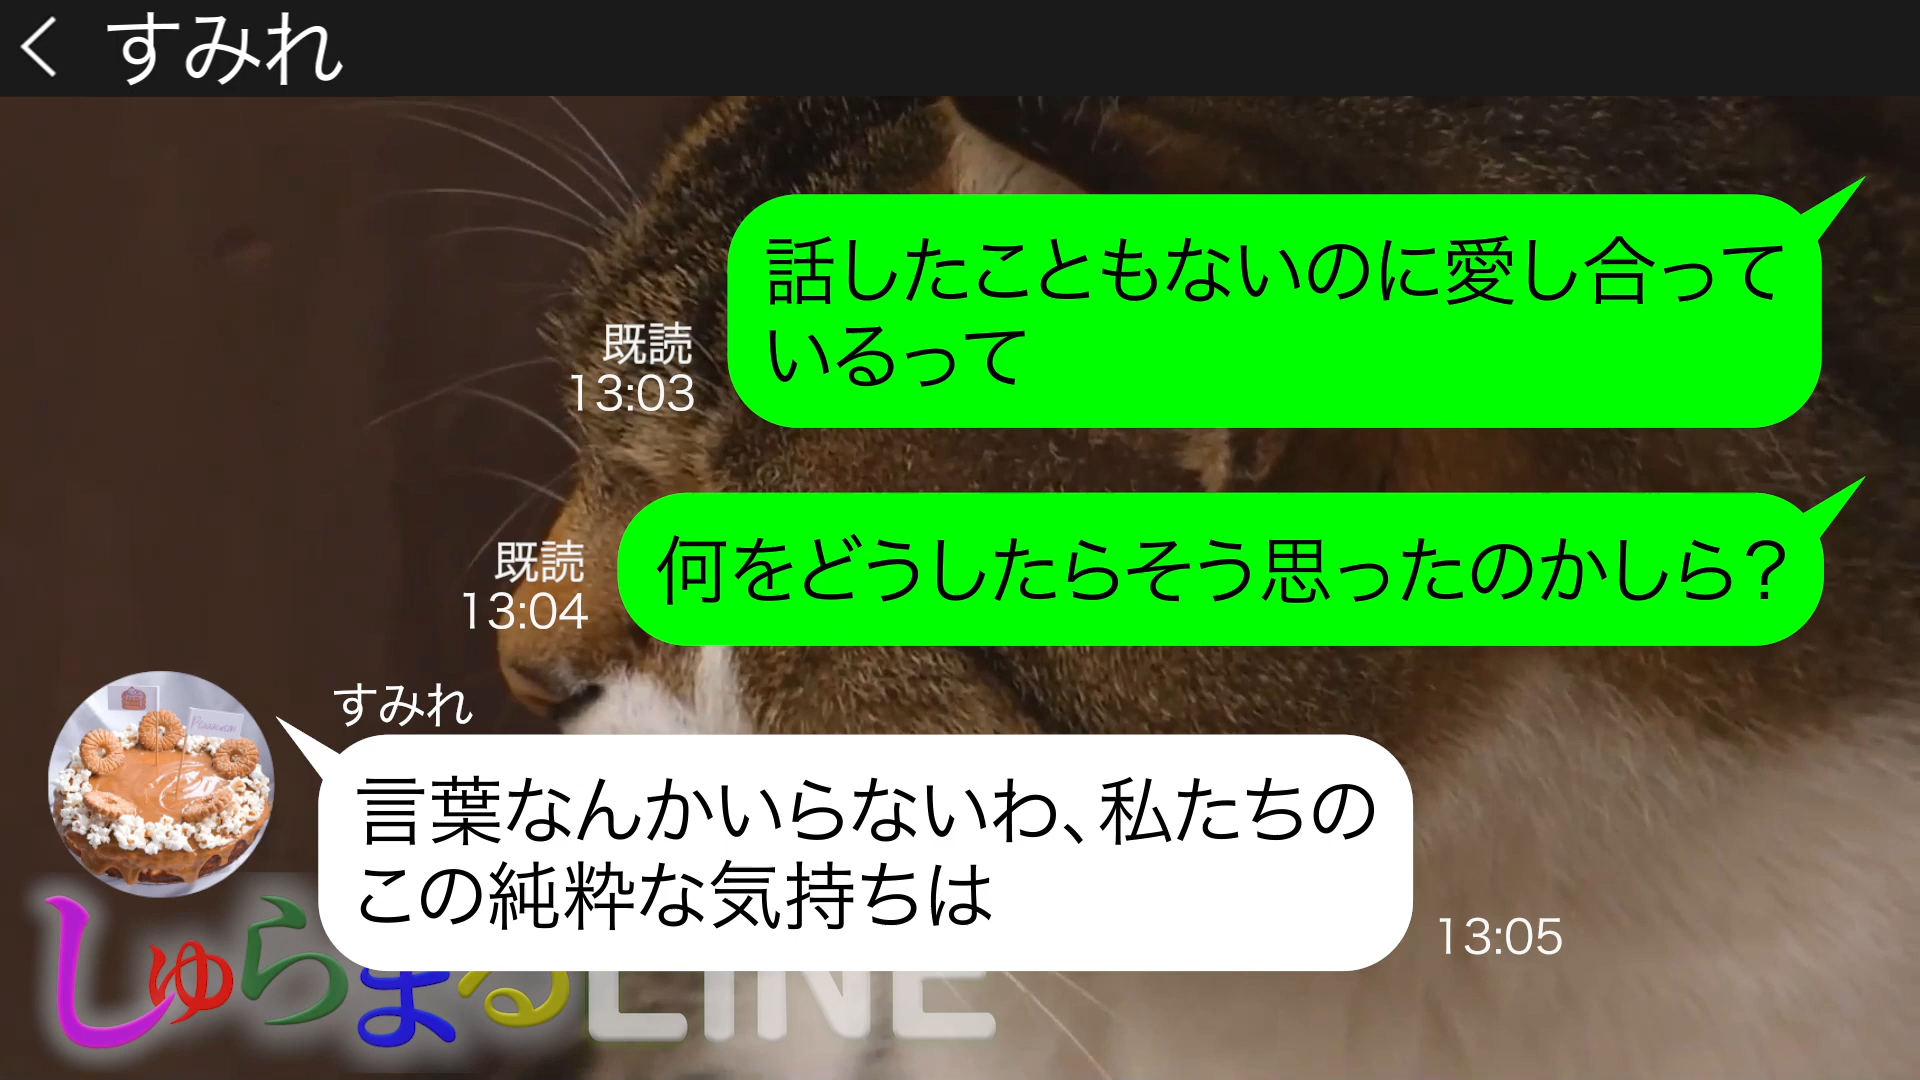 すみれ
話したこともないのに愛し合って
いるって
既読
13:03
何をどうしたらそう思ったのかしら?
既読
13:04
すみれ
言葉なんかいらないわ、私たちの
この純粋な気持ちは
13:05
しゅらまるLINE